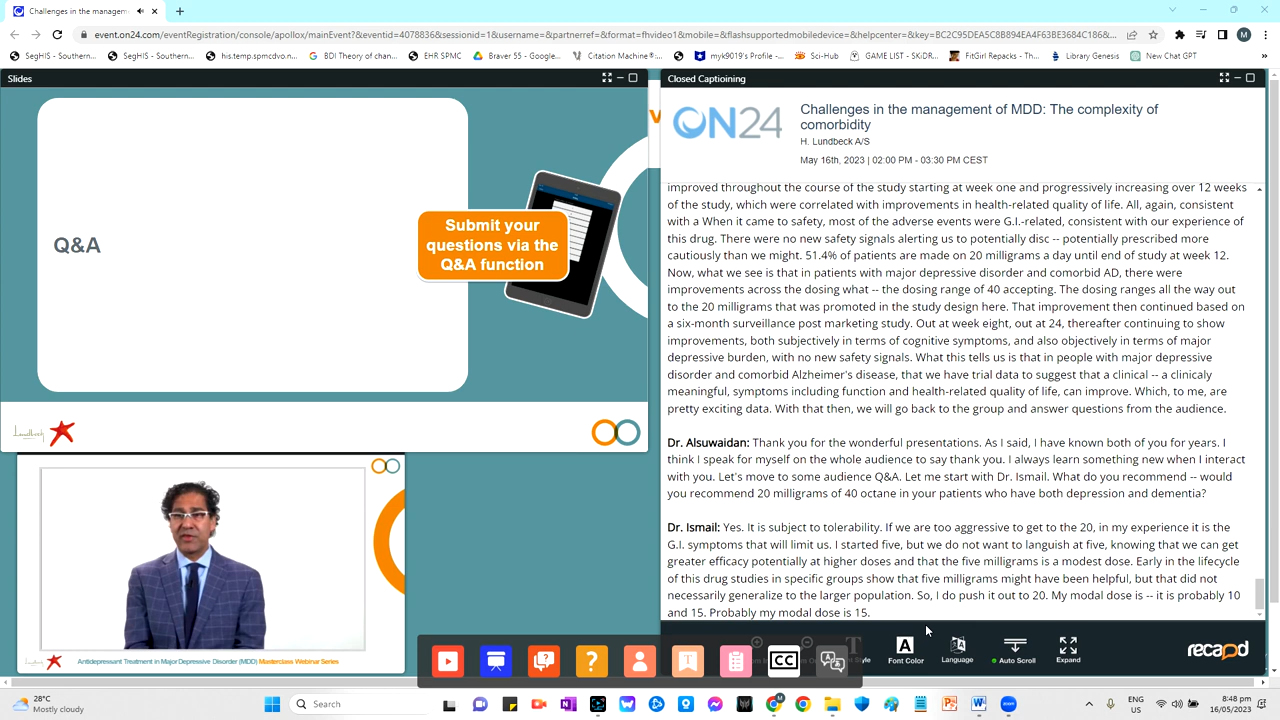 Challenges in the managem
event.on24.com/eventRegistration/console/apollox/mainEvent?&eventid=4078836&sessionid=1&username=&partnerref=&format=fhvideo1&mobile=&flashsupportedmobiledevice=&helpcenter=&key=BC2C95DEA5C8B894EA4F63BE3684C186&...
M
SegHIS - Southern...
SegHIS - Southern...
his.temp.spmcdvo.n...
BDI Theory of chan...
EHR SPMC
Braver 55 - Google...
Citation Machine®...
myk9019's Profile -...
Sci-Hub
GAME LIST - SKiDR...
FitGirl Repacks - Th...
Library Genesis
New Chat GPT
»
Slides
Q&A
Submit your
questions via the
Q&A function
Antidepressant Treatment in Major Depressive Disorder (MDD) Masterclass Webinar Series
Closed Captioining
ON24
Challenges in the management of MDD: The complexity of
comorbidity
H. Lundbeck A/S
May 16th, 2023 | 02:00 PM - 03:30 PM CEST
improved throughout the course of the study starting at week one and progressively increasing over 12 weeks
of the study, which were correlated with improvements in health-related quality of life. All, again, consistent
with a When it came to safety, most of the adverse events were G.I.-related, consistent with our experience of
this drug. There were no new safety signals alerting us to potentially disc -- potentially prescribed more
cautiously than we might. 51.4% of patients are made on 20 milligrams a day until end of study at week 12.
Now, what we see is that in patients with major depressive disorder and comorbid AD, there were
improvements across the dosing what -- the dosing range of 40 accepting. The dosing ranges all the way out
to the 20 milligrams that was promoted in the study design here. That improvement then continued based on
a six-month surveillance post marketing study. Out at week eight, out at 24, thereafter continuing to show
improvements, both subjectively in terms of cognitive symptoms, and also objectively in terms of major
depressive burden, with no new safety signals. What this tells us is that in people with major depressive
disorder and comorbid Alzheimer's disease, that we have trial data to suggest that a clinical -- a clinicaly
meaningful, symptoms including function and health-related quality of life, can improve. Which, to me, are
pretty exciting data. With that then, we will go back to the group and answer questions from the audience.
Dr. Alsuwaidan: Thank you for the wonderful presentations. As I said, I have known both of you for years. I
think I speak for myself on the whole audience to say thank you. I always learn something new when I interact
with you. Let's move to some audience Q&A. Let me start with Dr. Ismail. What do you recommend -- would
you recommend 20 milligrams of 40 octane in your patients who have both depression and dementia?
Dr. Ismail: Yes. It is subject to tolerability. If we are too aggressive to get to the 20, in my experience it is the
G.I. symptoms that will limit us. I started five, but we do not want to languish at five, knowing that we can get
greater efficacy potentially at higher doses and that the five milligrams is a modest dose. Early in the lifecycle
of this drug studies in specific groups show that five milligrams might have been helpful, but that did not
necessarily generalize to the larger population. So, I do push it out to 20. My modal dose is -- it is probably 10
and 15. Probably my modal dose is 15.
Font Color
Language
Auto Scroll
Expand
recapd
CC
28°C
Mostly cloudy
Search
ENG
US
8:48 pm
16/05/2023